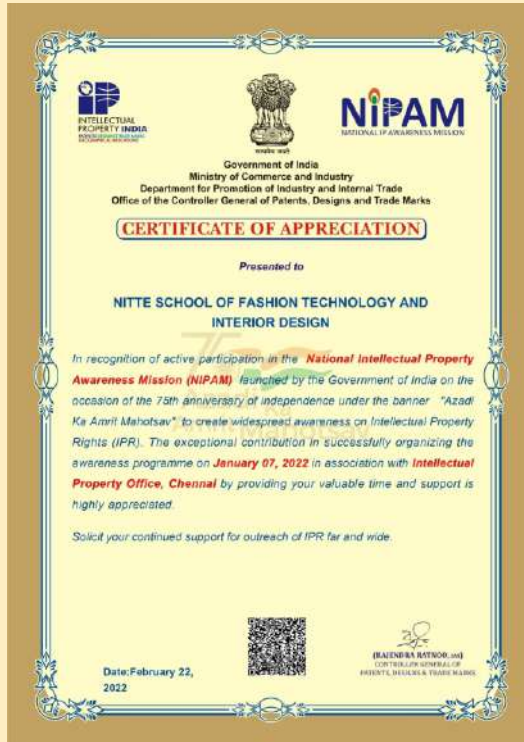 iP
INTELLECTUAL
PROPERTY INDIA
NIPAM
NATIONAL IP AWARENESS MISSION
सत्यमेव जयते
Government of India
Ministry of Commerce and Industry
Department for Promotion of Industry and Internal Trade
Office of the Controller General of Patents, Designs and Trade Marks
CERTIFICATE OF APPRECIATION
Presented to
NITTE SCHOOL OF FASHION TECHNOLOGY AND
INTERIOR DESIGN
In recognition of active participation in the National Intellectual Property
Awareness Mission (NIPAM) launched by the Government of India on the
occasion of the 75th anniversary of independence under the banner "Azadi
Ka Amrit Mahotsav" to create widespread awareness on Intellectual Property
Rights (IPR). The exceptional contribution in successfully organizing the
awareness programme on January 07, 2022 in association with Intellectual
Property Office, Chennai by providing your valuable time and support is
highly appreciated.
Solicit your continued support for outreach of IPR far and wide.
(RAJENDRA RATNOO, IAS)
CONTROLLER GENERAL OF
PATENTS, DESIGNS & TRADE MARKS
Date:February 22,
2022